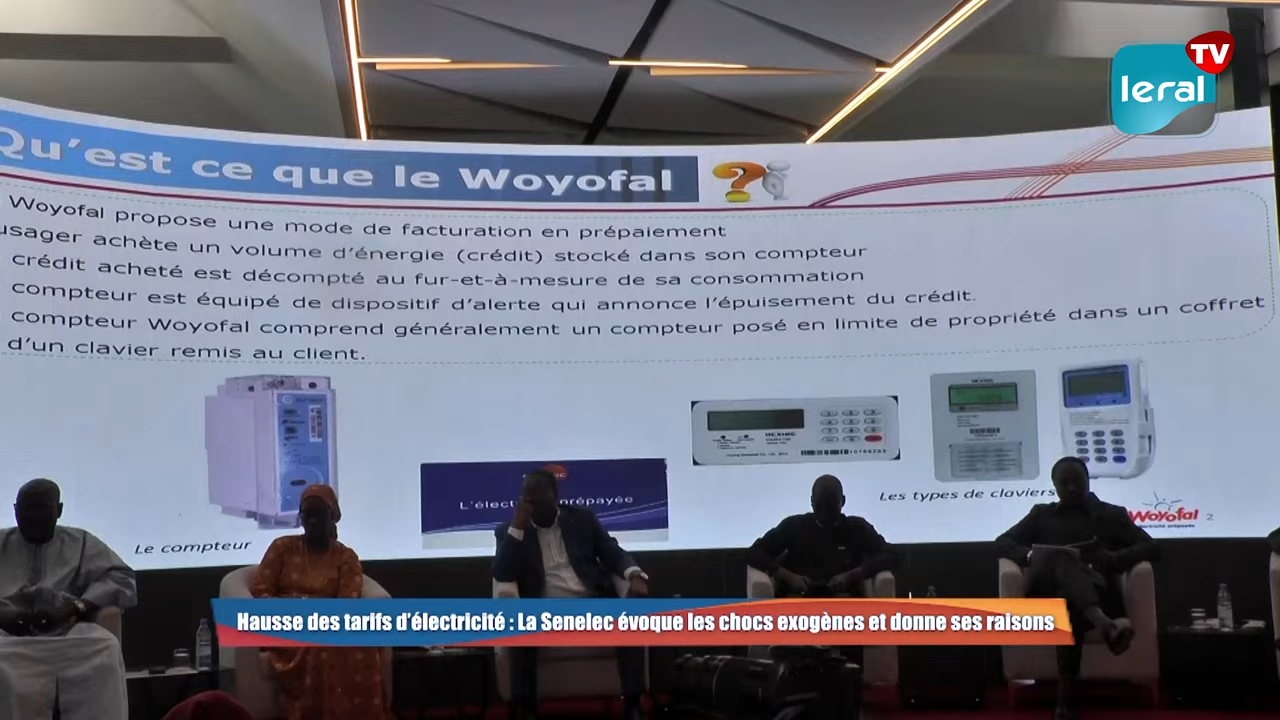 TV
leral
Qu'est ce que le Woyofal
Woyofal propose une mode de facturation en prépaiement
usager achète un volume d'énergie (crédit) stocké dans son compteur
crédit acheté est décompté au fur-et-à-mesure de sa consommation
compteur est équipé de dispositif d'alerte qui annonce l'épuisement du crédit.
compteur Woyofal comprend généralement un compteur posé en limite de propriété dans un coffret
d'un clavier remis au client.
HEXING
L'élect prépayée
Les types de claviers
Woyofal
2
Le compteur
Hausse des tarifs d'électricité : La Senelec évoque les chocs exogènes et donne ses raisons